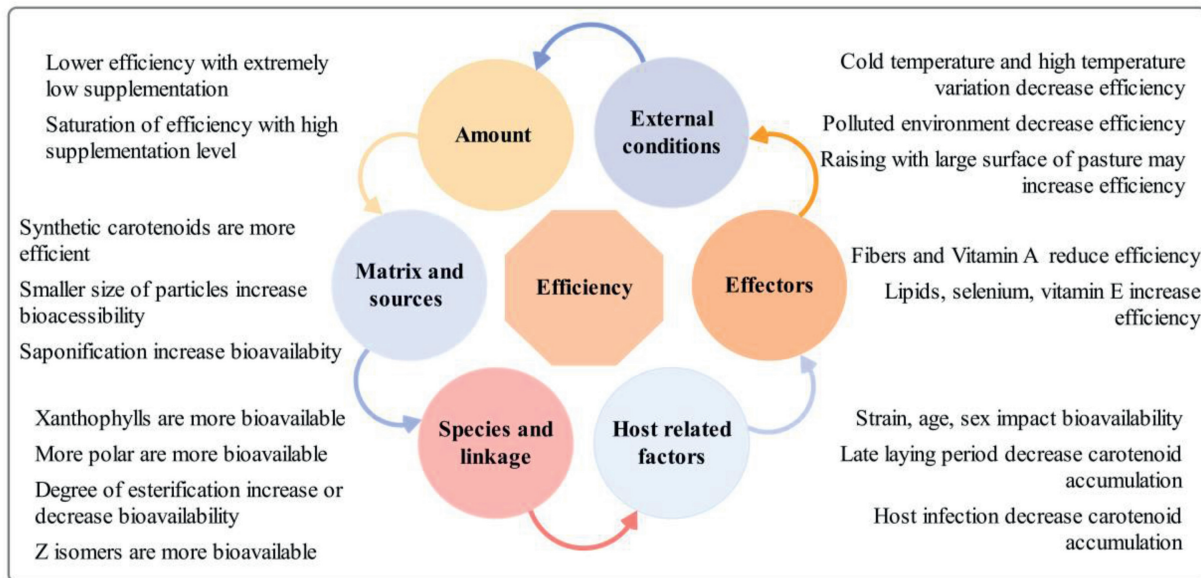 Lower efficiency with extremely
low supplementation
Saturation of efficiency with high
supplementation level
Amount
External
conditions
Cold temperature and high temperature
variation decrease efficiency
Polluted environment decrease efficiency
Raising with large surface of pasture may
increase efficiency
Synthetic carotenoids are more
efficient
Smaller size of particles increase
bioacessibility
Saponification increase bioavailabity
Matrix and
sources
Efficiency
Effectors
Fibers and Vitamin A reduce efficiency
Lipids, selenium, vitamin E increase
efficiency
Xanthophylls are more bioavailable
More polar are more bioavailable
Degree of esterification increase or
decrease bioavailability
Z isomers are more bioavailable
Species and
linkage
Host related
factors
Strain, age, sex impact bioavailability
Late laying period decrease carotenoid
accumulation
Host infection decrease carotenoid
accumulation